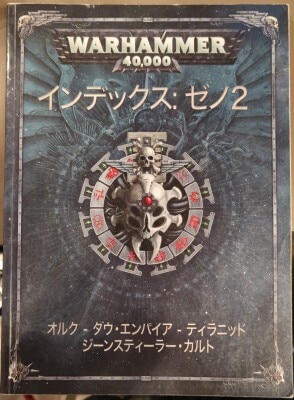 WARHAMMER
40,000
インデックス: ゼノ2
オルク - タウ・エンパイア - ティラニッド
ジーンスティーラー・カルト